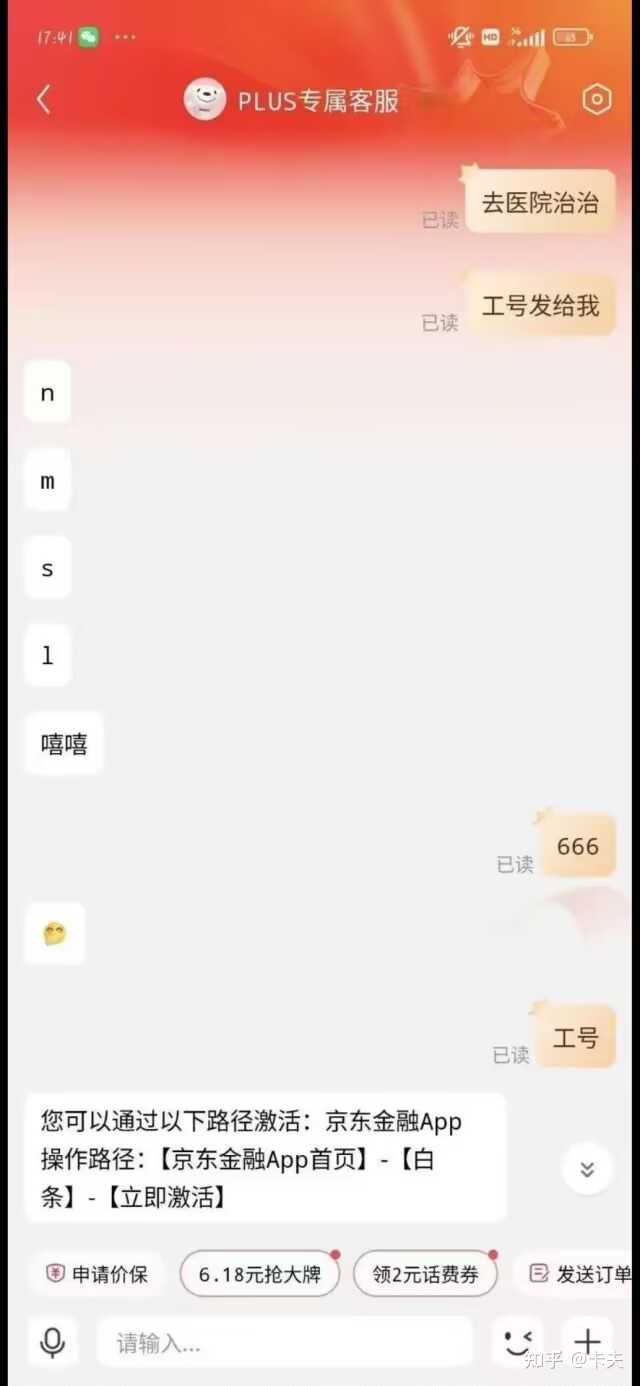 17:41
HD
PLUS专属客服
去医院治治
已读
工号发给我
已读
n
m
s
l
嘻嘻
666
已读
工号
已读
您可以通过以下路径激活：京东金融App
操作路径：【京东金融App首页】-【白
条】-【立即激活】
申请价保
6.18元抢大牌
领2元话费券
发送订单
请输入...
知乎 @卡夫